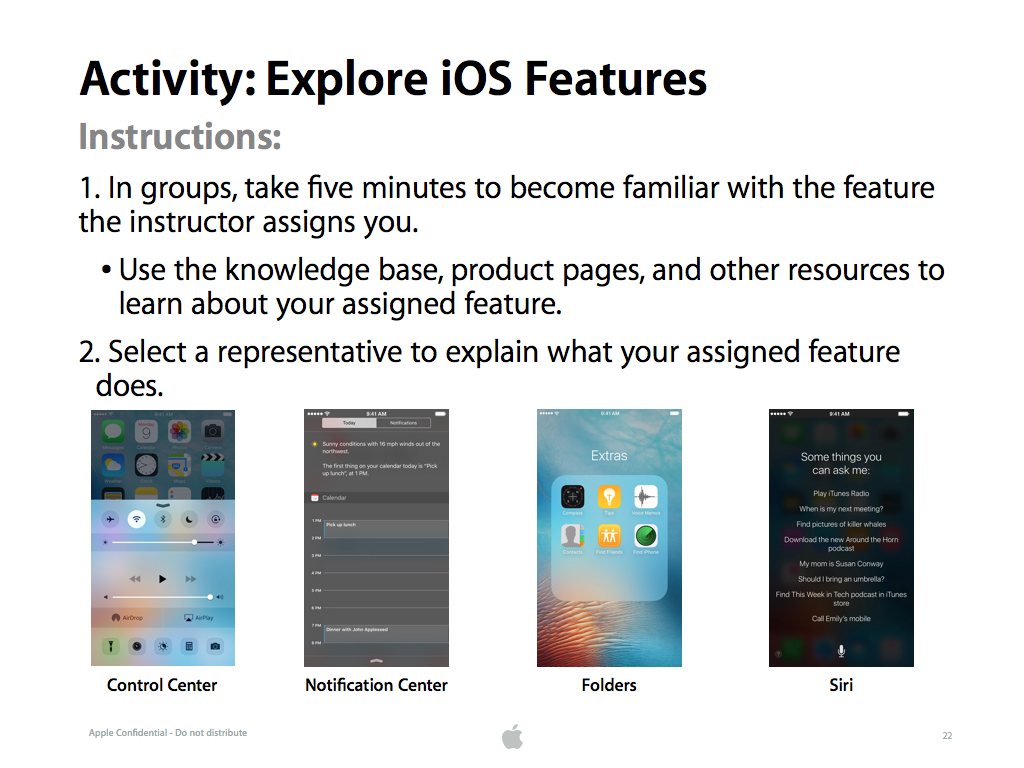 Activity: Explore iOS Features
Instructions:
1. In groups, take five minutes to become familiar with the feature
the instructor assigns you.
• Use the knowledge base, product pages, and other resources to
learn about your assigned feature.
2. Select a representative to explain what your assigned feature
does.
9:41 AM
Messages Calendar Photos Camera
Monday
9
AirDrop AirPlay
Control Center
9:41 AM
Today Notifications
Sunny conditions with 16 mph winds out of the
northwest.
The first thing on your calendar today is "Pick
up lunch", at 1 PM.
Calendar
1 PM
Pick up lunch
2 PM
3 PM
4 PM
5 PM
6 PM
7 PM
Dinner with John Appleseed
8 PM
Notification Center
9:41 AM
Extras
Compass Tips Voice Memos
Contacts Find Friends Find iPhone
Folders
9:41 AM
Some things you
can ask me:
Play iTunes Radio
When is my next meeting?
Find pictures of killer whales
Download the new Around the Horn
podcast
My mom is Susan Conway
Should I bring an umbrella?
Find This Week in Tech podcast in iTunes
store
Call Emily's mobile
?
Siri
Apple Confidential - Do not distribute
22